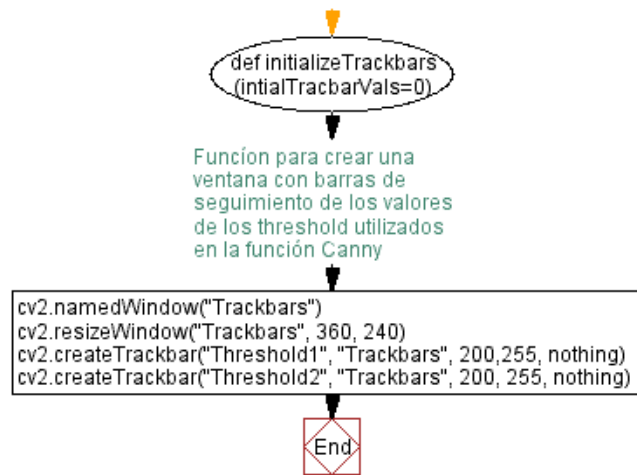 def initializeTrackbars
(intialTracbarVals=0)
Funcíon para crear una
ventana con barras de
seguimiento de los valores
de los threshold utilizados
en la función Canny
cv2.namedWindow("Trackbars")
cv2.resizeWindow("Trackbars", 360, 240)
cv2.createTrackbar("Threshold1", "Trackbars", 200,255, nothing)
cv2.createTrackbar("Threshold2", "Trackbars", 200, 255, nothing)
End